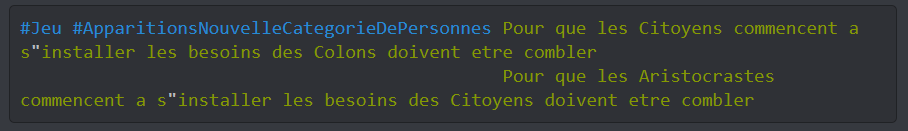 #Jeu #ApparitionsNouvelleCategorieDePersonnes Pour que les Citoyens commencent a
s"installer les besoins des Colons doivent etre combler
Pour que les Aristocrastes
commencent a s"installer les besoins des Citoyens doivent etre combler